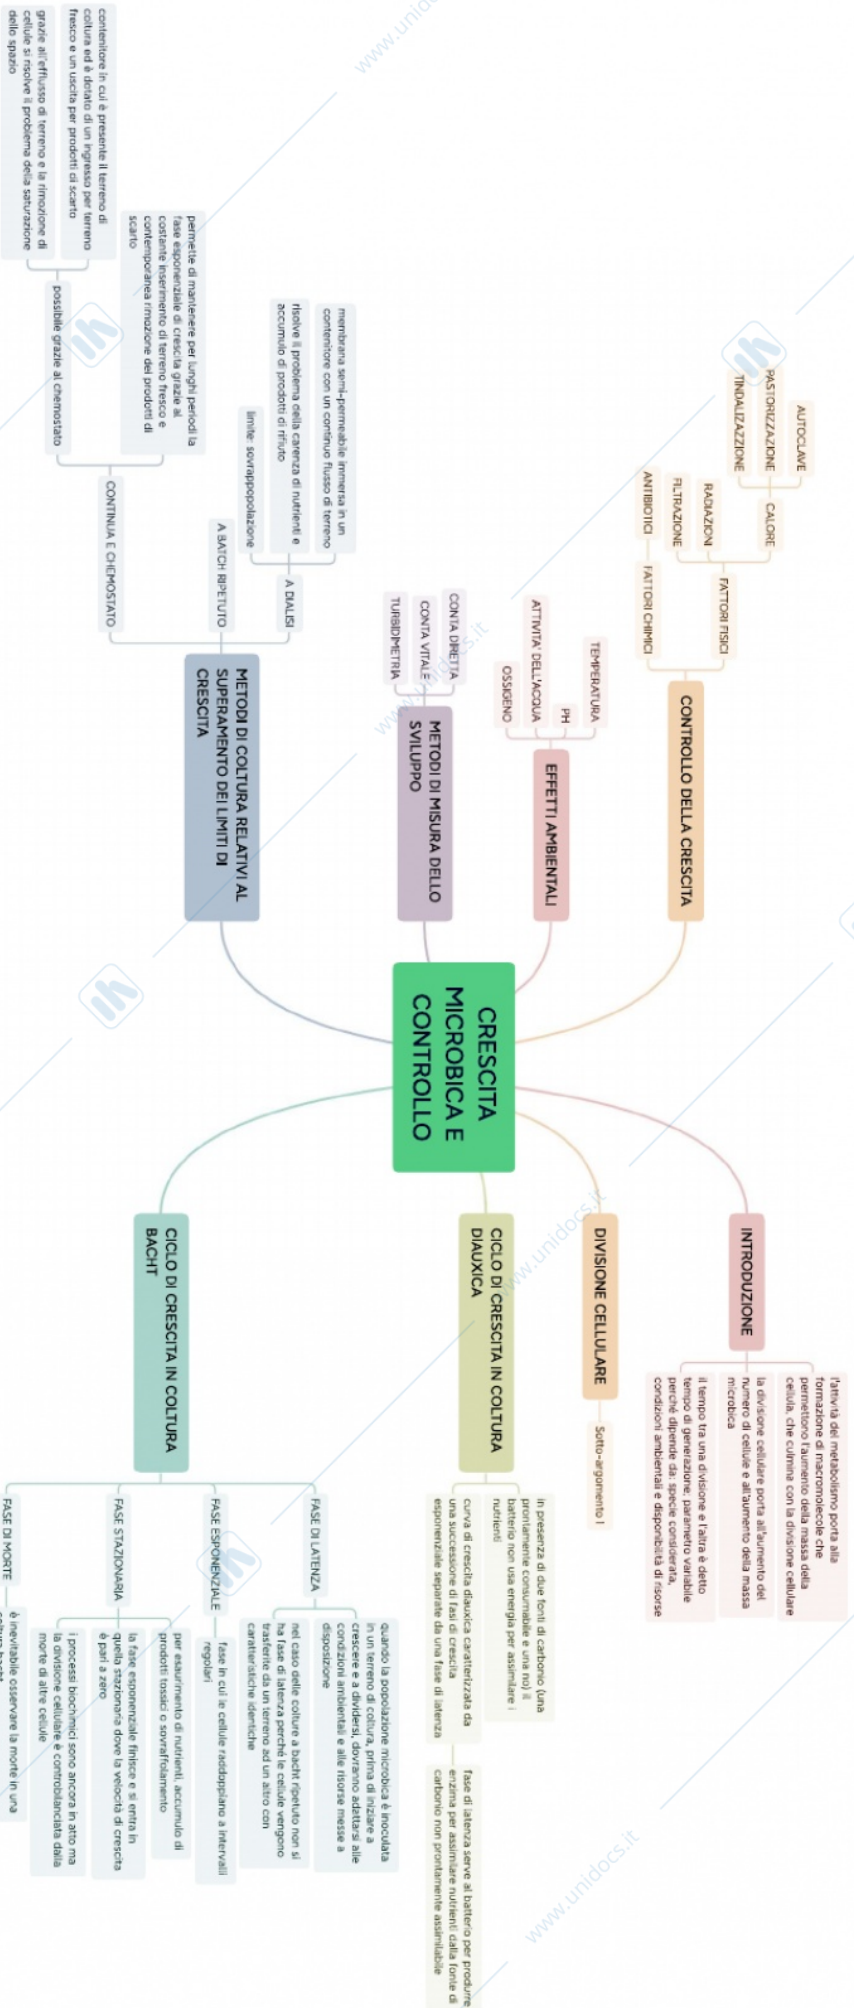 CRESCITA
MICROBICA E
CONTROLLO
INTRODUZIONE
l'attività del metabolismo porta alla
formazione di macromolecole che
permettono l'aumento della massa della
cellula, che culmina con la divisione cellulare
la divisione cellulare porta all'aumento del
numero di cellule e all'aumento della massa
microbica
il tempo tra una divisione e l'altra è detto
tempo di generazione, parametro variabile
perché dipende da: specie considerata,
condizioni ambientali e disponibilità di risorse
DIVISIONE CELLULARE
Sotto-argomento 1
CICLO DI CRESCITA IN COLTURA
DIAUXICA
in presenza di due fonti di carbonio (una
prontamente consumabile e una no) il
batterio non usa energia per assimilare i
nutrienti
curva di crescita diauxica caratterizzata da
una successione di fasi di crescita
esponenziale separate da una fase di latenza
fase di latenza serve al batterio per produrre
enzima per assimilare nutrienti dalla fonte di
carbonio non prontamente assimilabile
CICLO DI CRESCITA IN COLTURA
BACHT
FASE DI LATENZA
quando la popolazione microbica è inoculata
in un terreno di coltura, prima di iniziare a
crescere e a dividersi, dovranno adattarsi alle
condizioni ambientali e alle risorse messe a
disposizione
nel caso delle colture a bacht ripetuto non si
ha fase di latenza perché le cellule vengono
trasferite da un terreno ad un altro con
caratteristiche identiche
FASE ESPONENZIALE
fase in cui le cellule raddoppiano a intervalli
regolari
FASE STAZIONARIA
per esaurimento di nutrienti, accumulo di
prodotti tossici o sovraffollamento
la fase esponenziale finisce e si entra in
quella stazionaria dove la velocità di crescita
è pari a zero
i processi biochimici sono ancora in atto ma
la divisione cellulare è controbilanciata dalla
morte di altre cellule
FASE DI MORTE
è inevitabile osservare la morte in una
CONTROLLO DELLA CRESCITA
FATTORI FISICI
CALORE
AUTOCLAVE
PASTORIZZAZIONE
TINDALIZAZZIONE
RADIAZIONI
FILTRAZIONE
FATTORI CHIMICI
ANTIBIOTICI
EFFETTI AMBIENTALI
TEMPERATURA
PH
ATTIVITA' DELL'ACQUA
OSSIGENO
METODI DI MISURA DELLO
SVILUPPO
CONTA DIRETTA
CONTA VITALE
TURBIDIMETRIA
METODI DI COLTURA RELATIVI AL
SUPERAMENTO DEI LIMITI DI
CRESCITA
A DIALISI
membrana semi-permeabile immersa in un
contenitore con un continuo flusso di terreno
risolve il problema della carenza di nutrienti e
accumulo di prodotti di rifiuto
limite: sovrappopolazione
A BATCH RIPETUTO
CONTINUA E CHEMOSTATO
permette di mantenere per lunghi periodi la
fase esponenziale di crescita grazie al
costante inserimento di terreno fresco e
contemporanea rimozione dei prodotti di
scarto
possibile grazie al chemostato
contenitore in cui è presente il terreno di
coltura ed è dotato di un ingresso per terreno
fresco e un uscita per prodotti di scarto
grazie all'efflusso di terreno e la rimozione di
cellule si risolve il problema della saturazione
dello spazio
www.unidocs.it
www.unidocs.it
www.unidocs.it